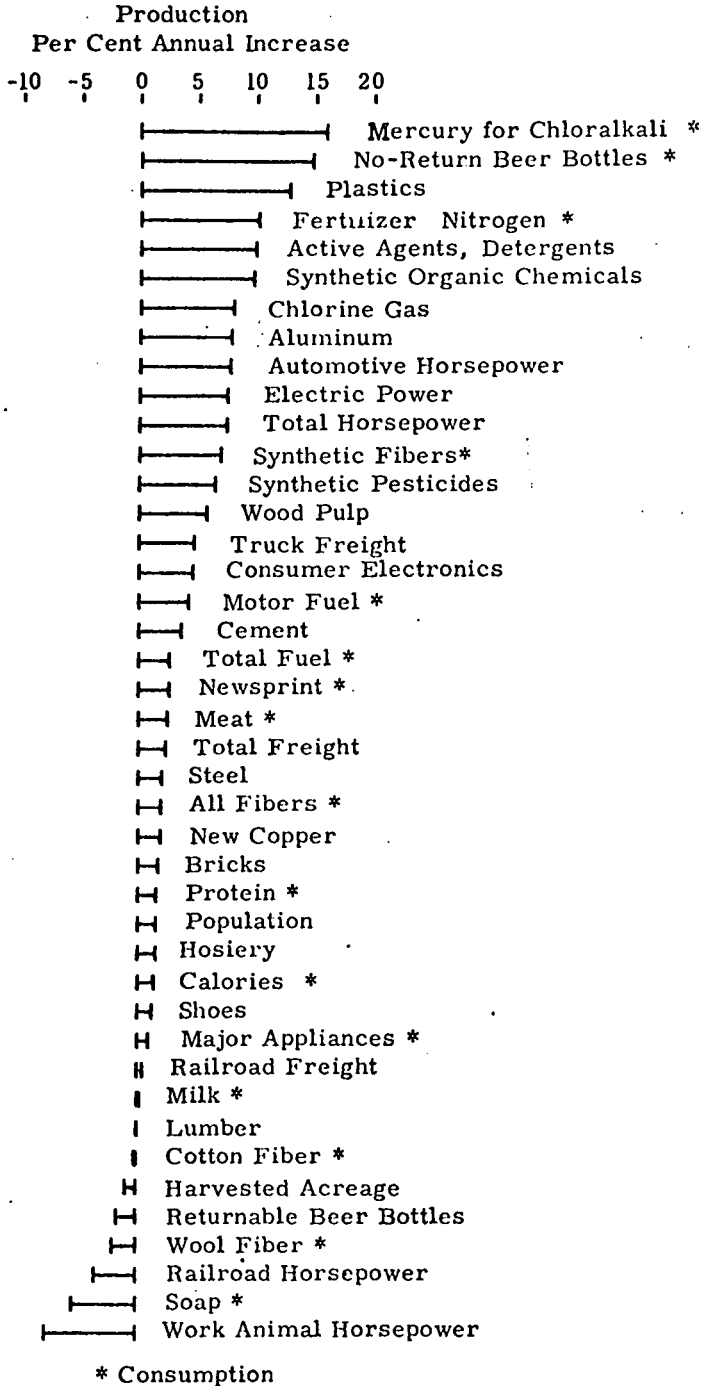 Production
Per Cent Annual Increase
-10 -5 0 5 10 15 20
Mercury for Chloralkali *
No-Return Beer Bottles *
Plastics
Fertuizer Nitrogen *
Active Agents, Detergents
Synthetic Organic Chemicals
Chlorine Gas
Aluminum
Automotive Horsepower
Electric Power
Total Horsepower
Synthetic Fibers*
Synthetic Pesticides
Wood Pulp
Truck Freight
Consumer Electronics
Motor Fuel *
Cement
Total Fuel *
Newsprint *
Meat *
Total Freight
Steel
All Fibers *
New Copper
Bricks
Protein *
Population
Hosiery
Calories *
Shoes
Major Appliances *
Railroad Freight
Milk *
Lumber
Cotton Fiber *
Harvested Acreage
Returnable Beer Bottles
Wool Fiber *
Railroad Horsepower
Soap *
Work Animal Horsepower
* Consumption